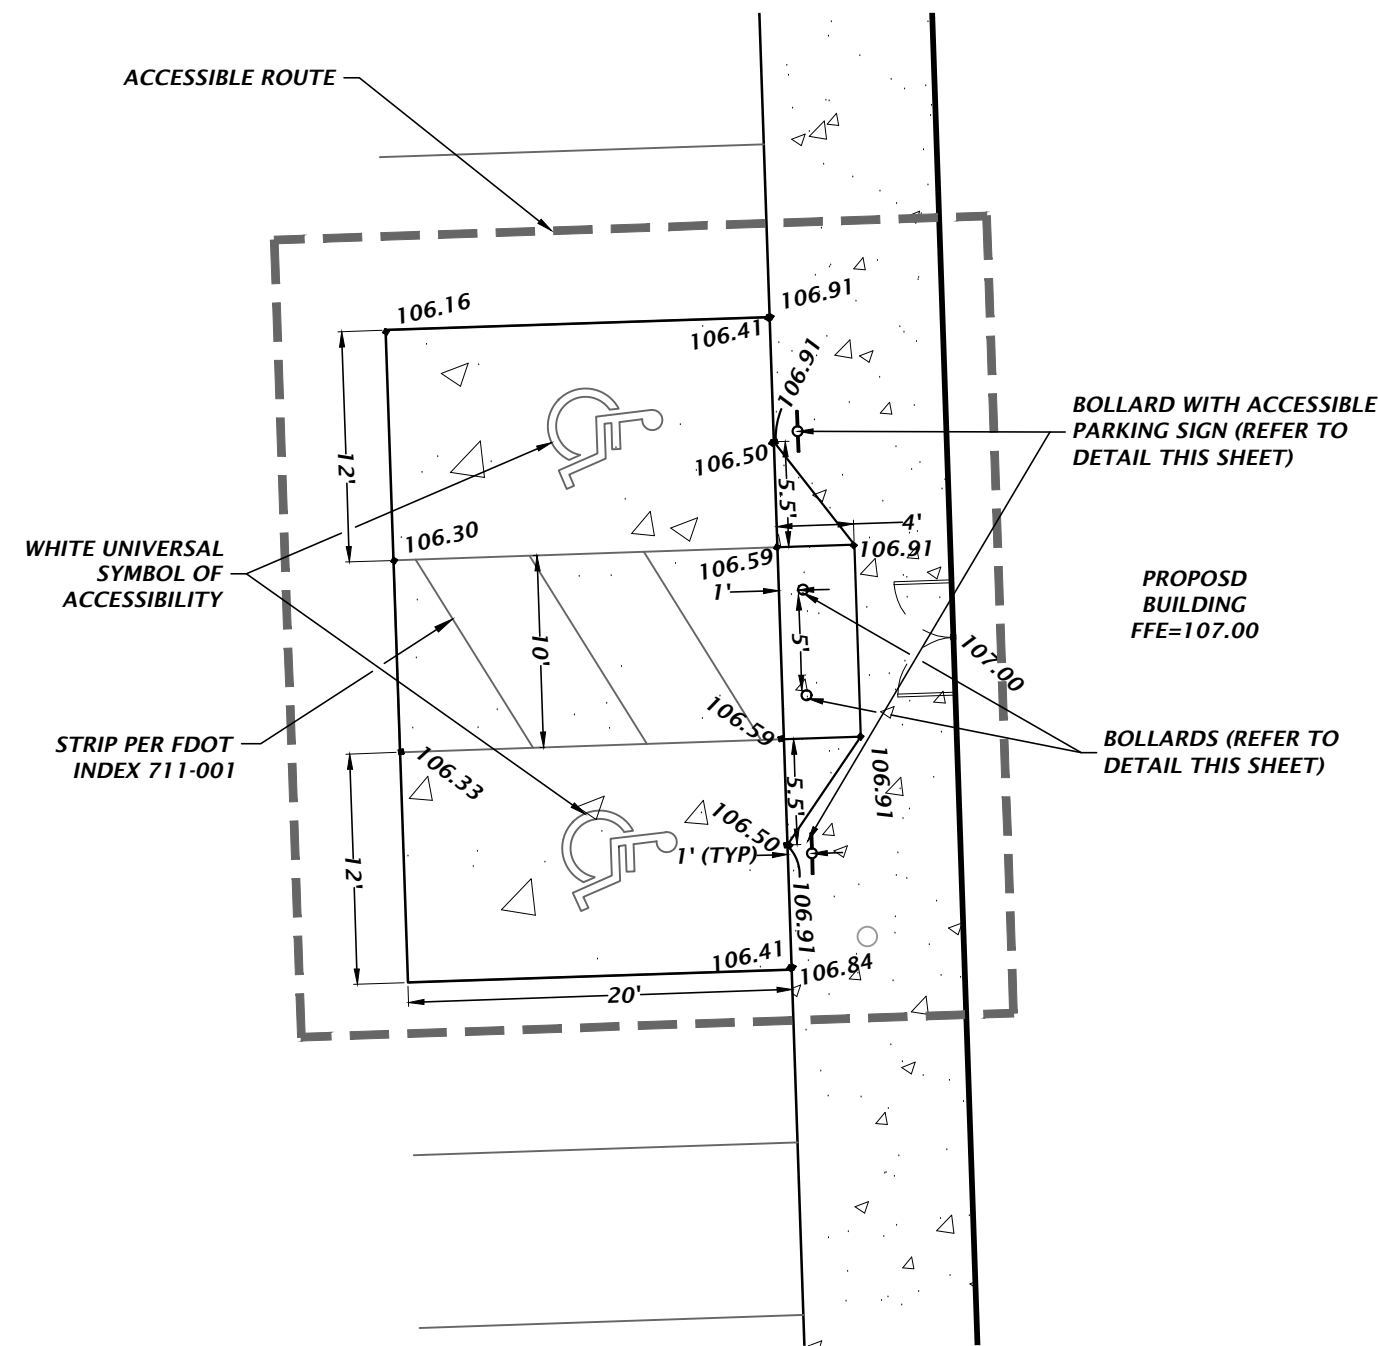 ACCESSIBLE ROUTE
106.16
106.91
106.41
106.91
BOLLARD WITH ACCESSIBLE
PARKING SIGN (REFER TO
DETAIL THIS SHEET)
12'
106.50
5.5'
4'
106.30
106.59
106.91
WHITE UNIVERSAL
SYMBOL OF
ACCESSIBILITY
1'
PROPOSD
BUILDING
FFE=107.00
10'
5'
107.00
106.59
STRIP PER FDOT
INDEX 711-001
106.33
BOLLARDS (REFER TO
DETAIL THIS SHEET)
5.5'
106.91
106.50
1' (TYP)
12'
106.91
106.41
106.84
20'